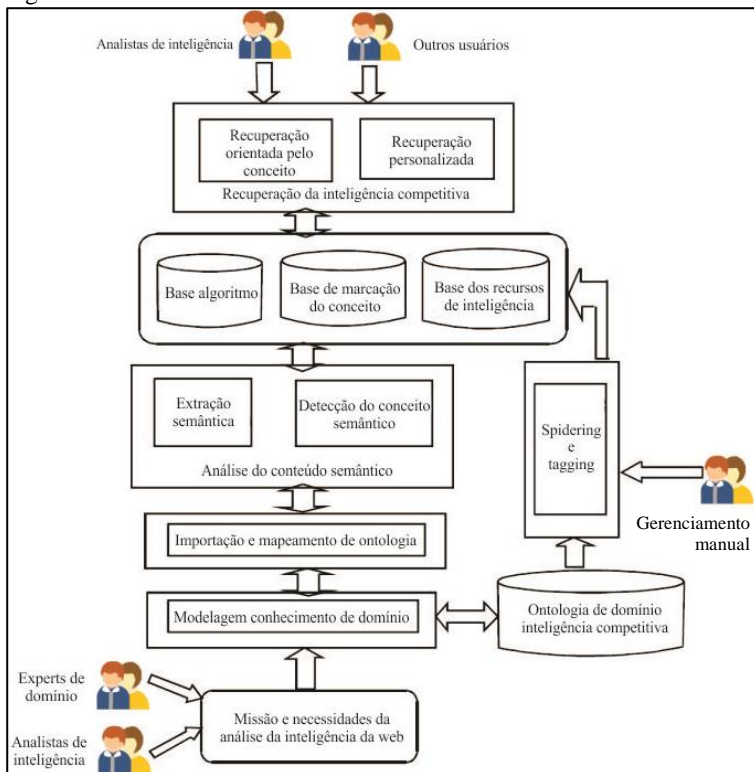 Analistas de inteligência
Outros usuários
Recuperação
orientada pelo
conceito
Recuperação
personalizada
Recuperação da inteligência competitiva
Base algoritmo
Base de marcação
do conceito
Base dos recursos
de inteligência
Extração
semântica
Detecção do conceito
semântico
Análise do conteúdo semântico
Spidering
e
tagging
Gerenciamento
manual
Importação e mapeamento de ontologia
Modelagem conhecimento de domínio
Ontologia de domínio
inteligência competitiva
Experts de
domínio
Analistas de
inteligência
Missão e necessidades da
análise da inteligência da web